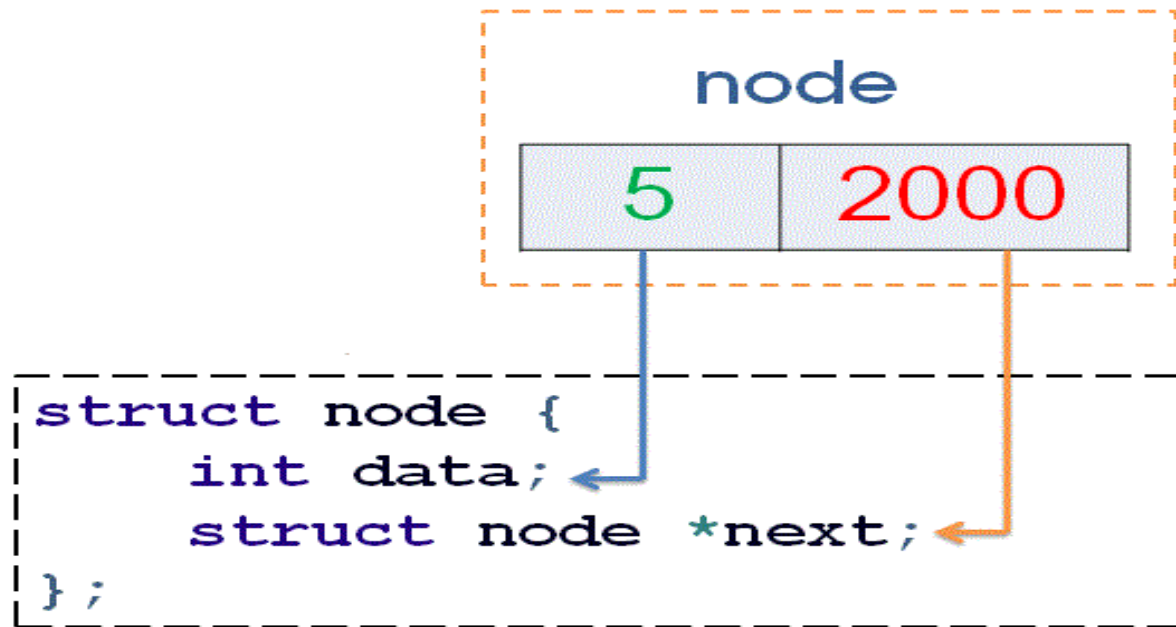 node
5 2000
struct node {
int data;
struct node *next;
};